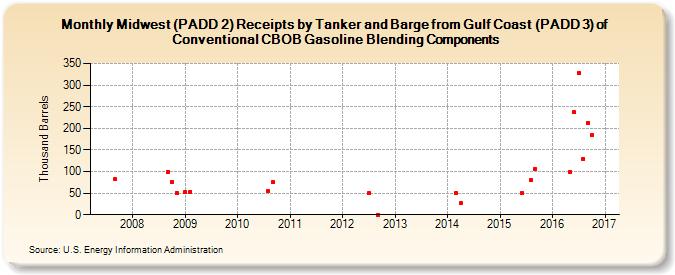 Monthly Midwest (PADD 2) Receipts by Tanker and Barge from Gulf Coast (PADD 3) of
Conventional CBOB Gasoline Blending Components
Thousand Barrels
350
300
250
200
150
100
50
0
2008 2009 2010 2011 2012 2013 2014 2015 2016 2017
Source: U.S. Energy Information Administration